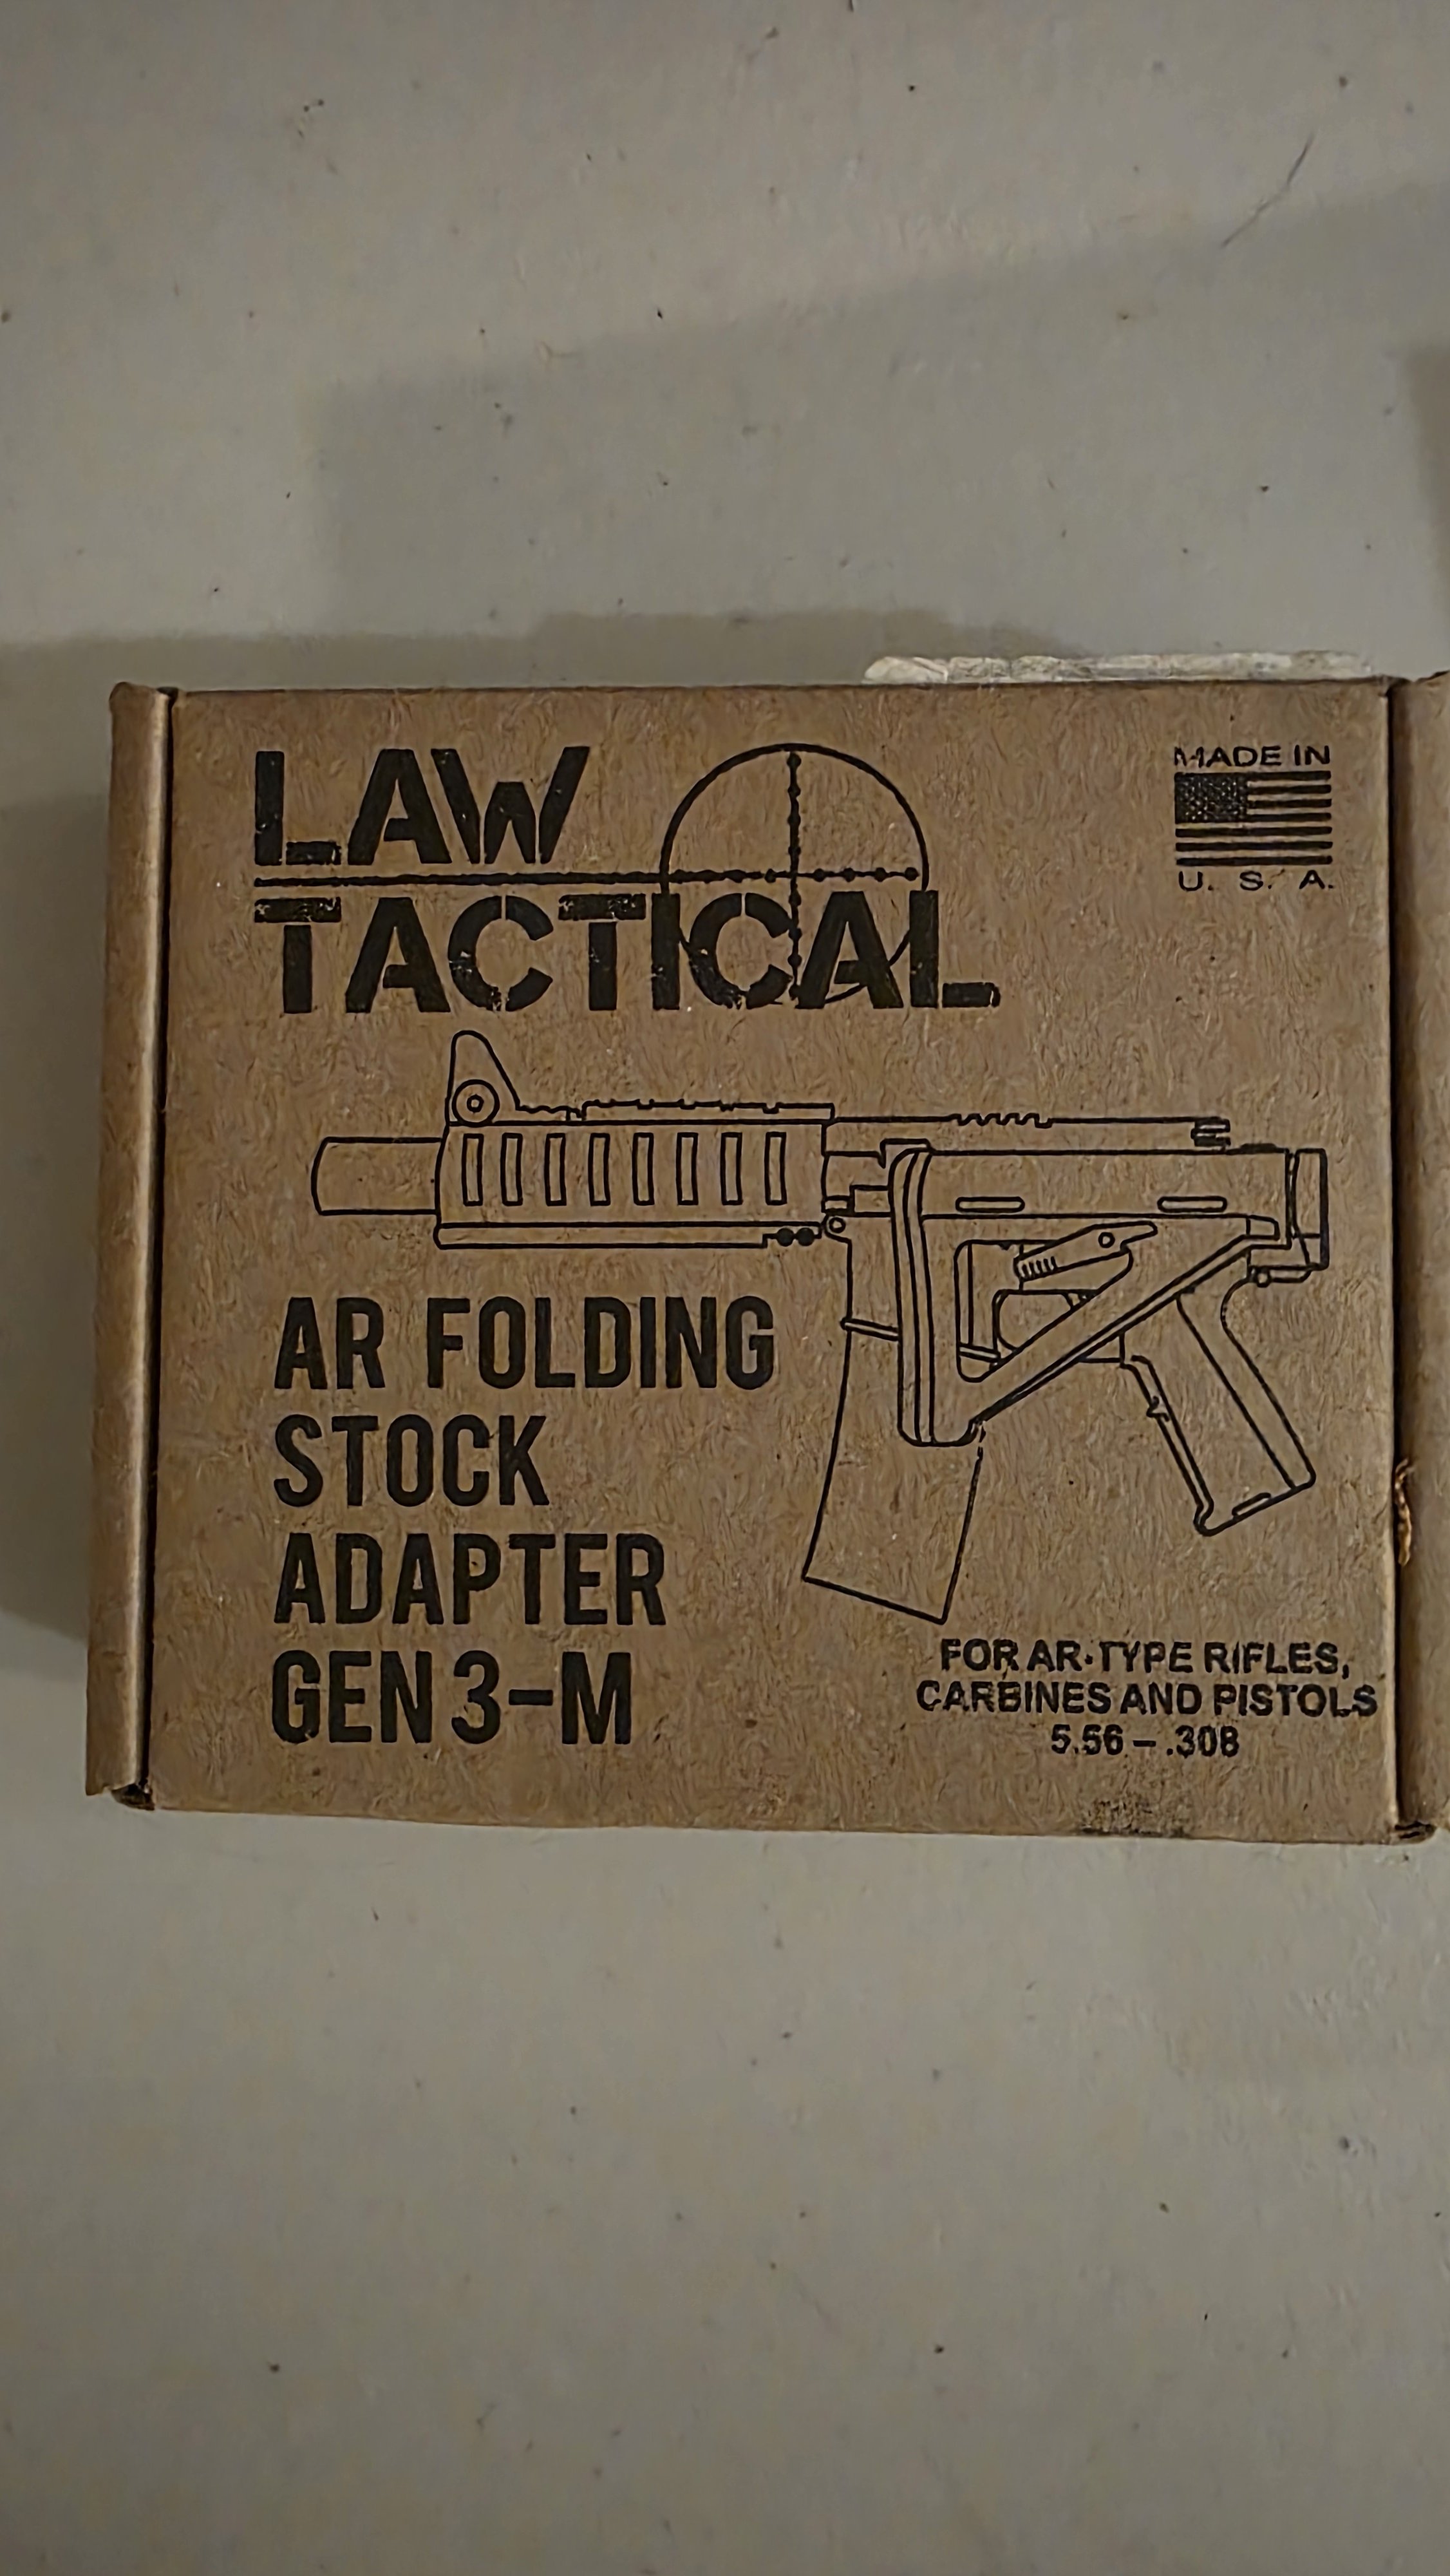 LAW
TACTICAL
MADE IN
U. S. A.
AR FOLDING
STOCK
ADAPTER
GEN 3-M
FOR AR-TYPE RIFLES,
CARBINES AND PISTOLS
5.56 – .308